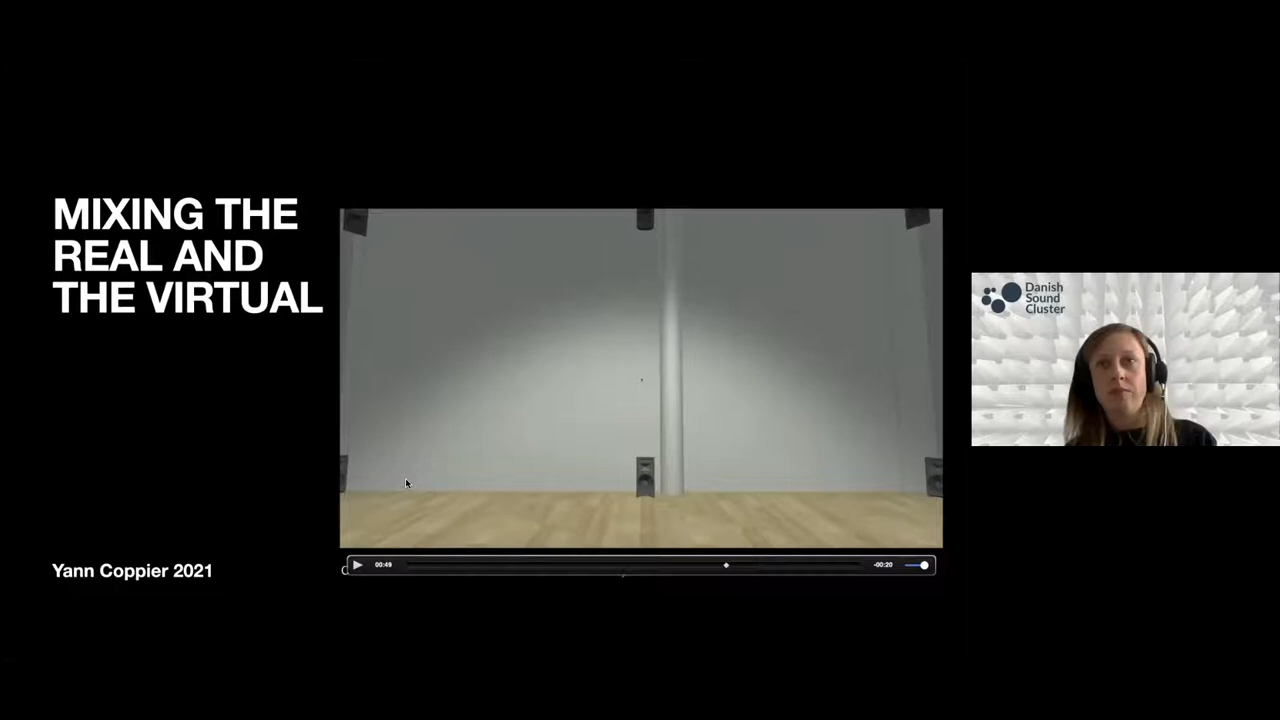 MIXING THE
REAL AND
THE VIRTUAL
Danish
Sound
Cluster
Yann Coppier 2021
00:49
-00:20